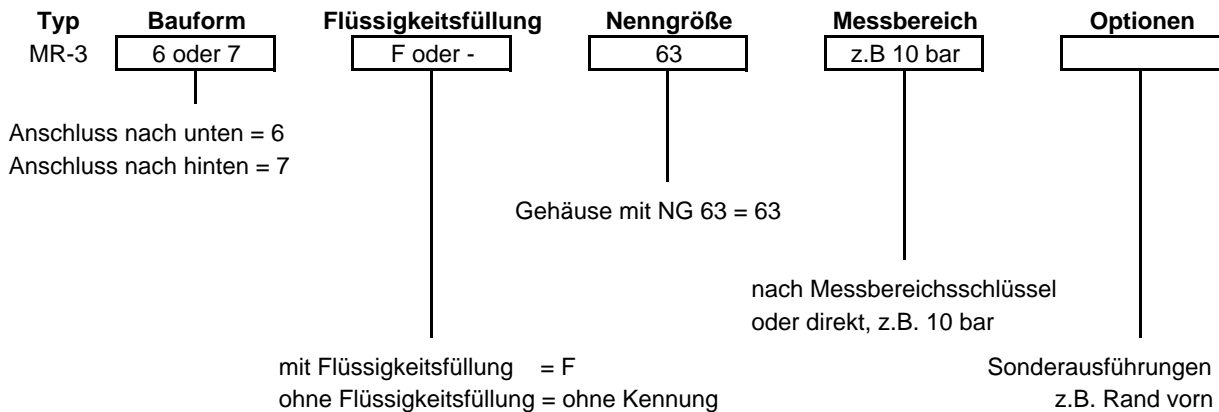 Typ Bauform Flüssigkeitsfüllung Nenngröße Messbereich Optionen
MR-3 6 oder 7 F oder - 63 z.B 10 bar
Anschluss nach unten = 6
Anschluss nach hinten = 7
Gehäuse mit NG 63 = 63
nach Messbereichsschlüssel
oder direkt, z.B. 10 bar
mit Flüssigkeitsfüllung = F
ohne Flüssigkeitsfüllung = ohne Kennung
Sonderausführungen
z.B. Rand vorn